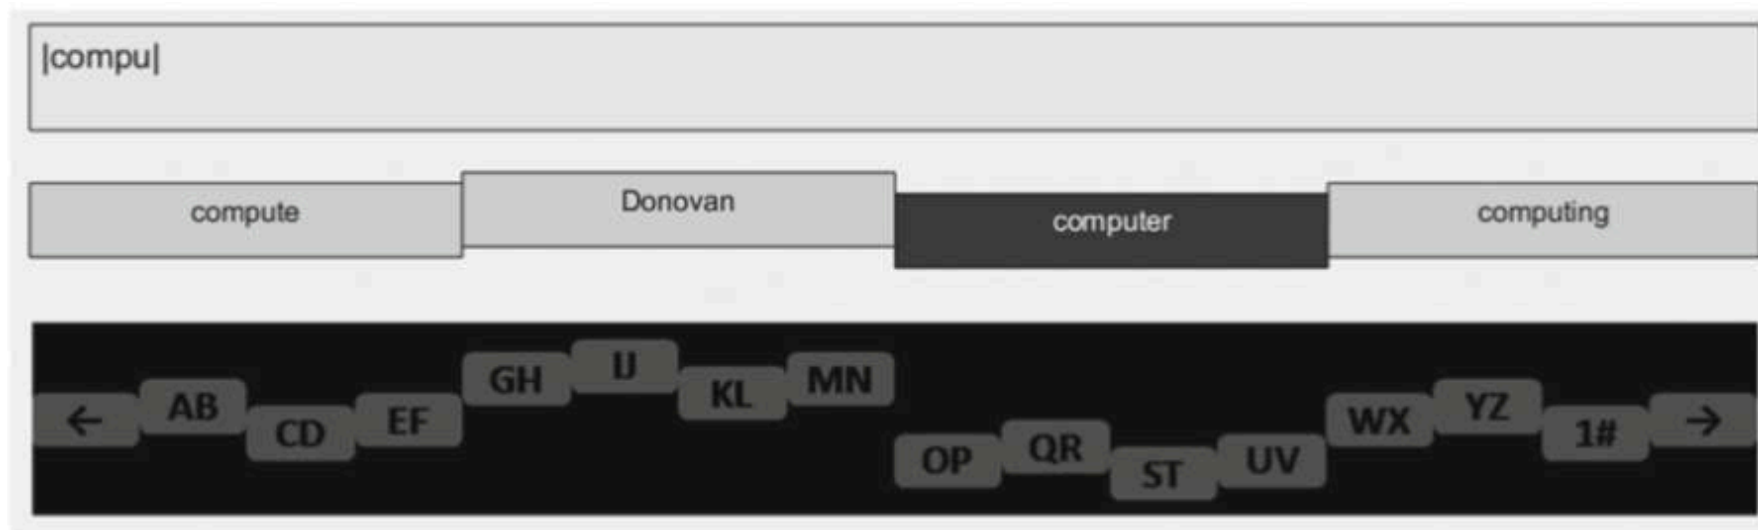 |compu|
compute Donovan computer computing
← AB CD EF GH IJ KL MN OP QR ST UV WX YZ 1# →